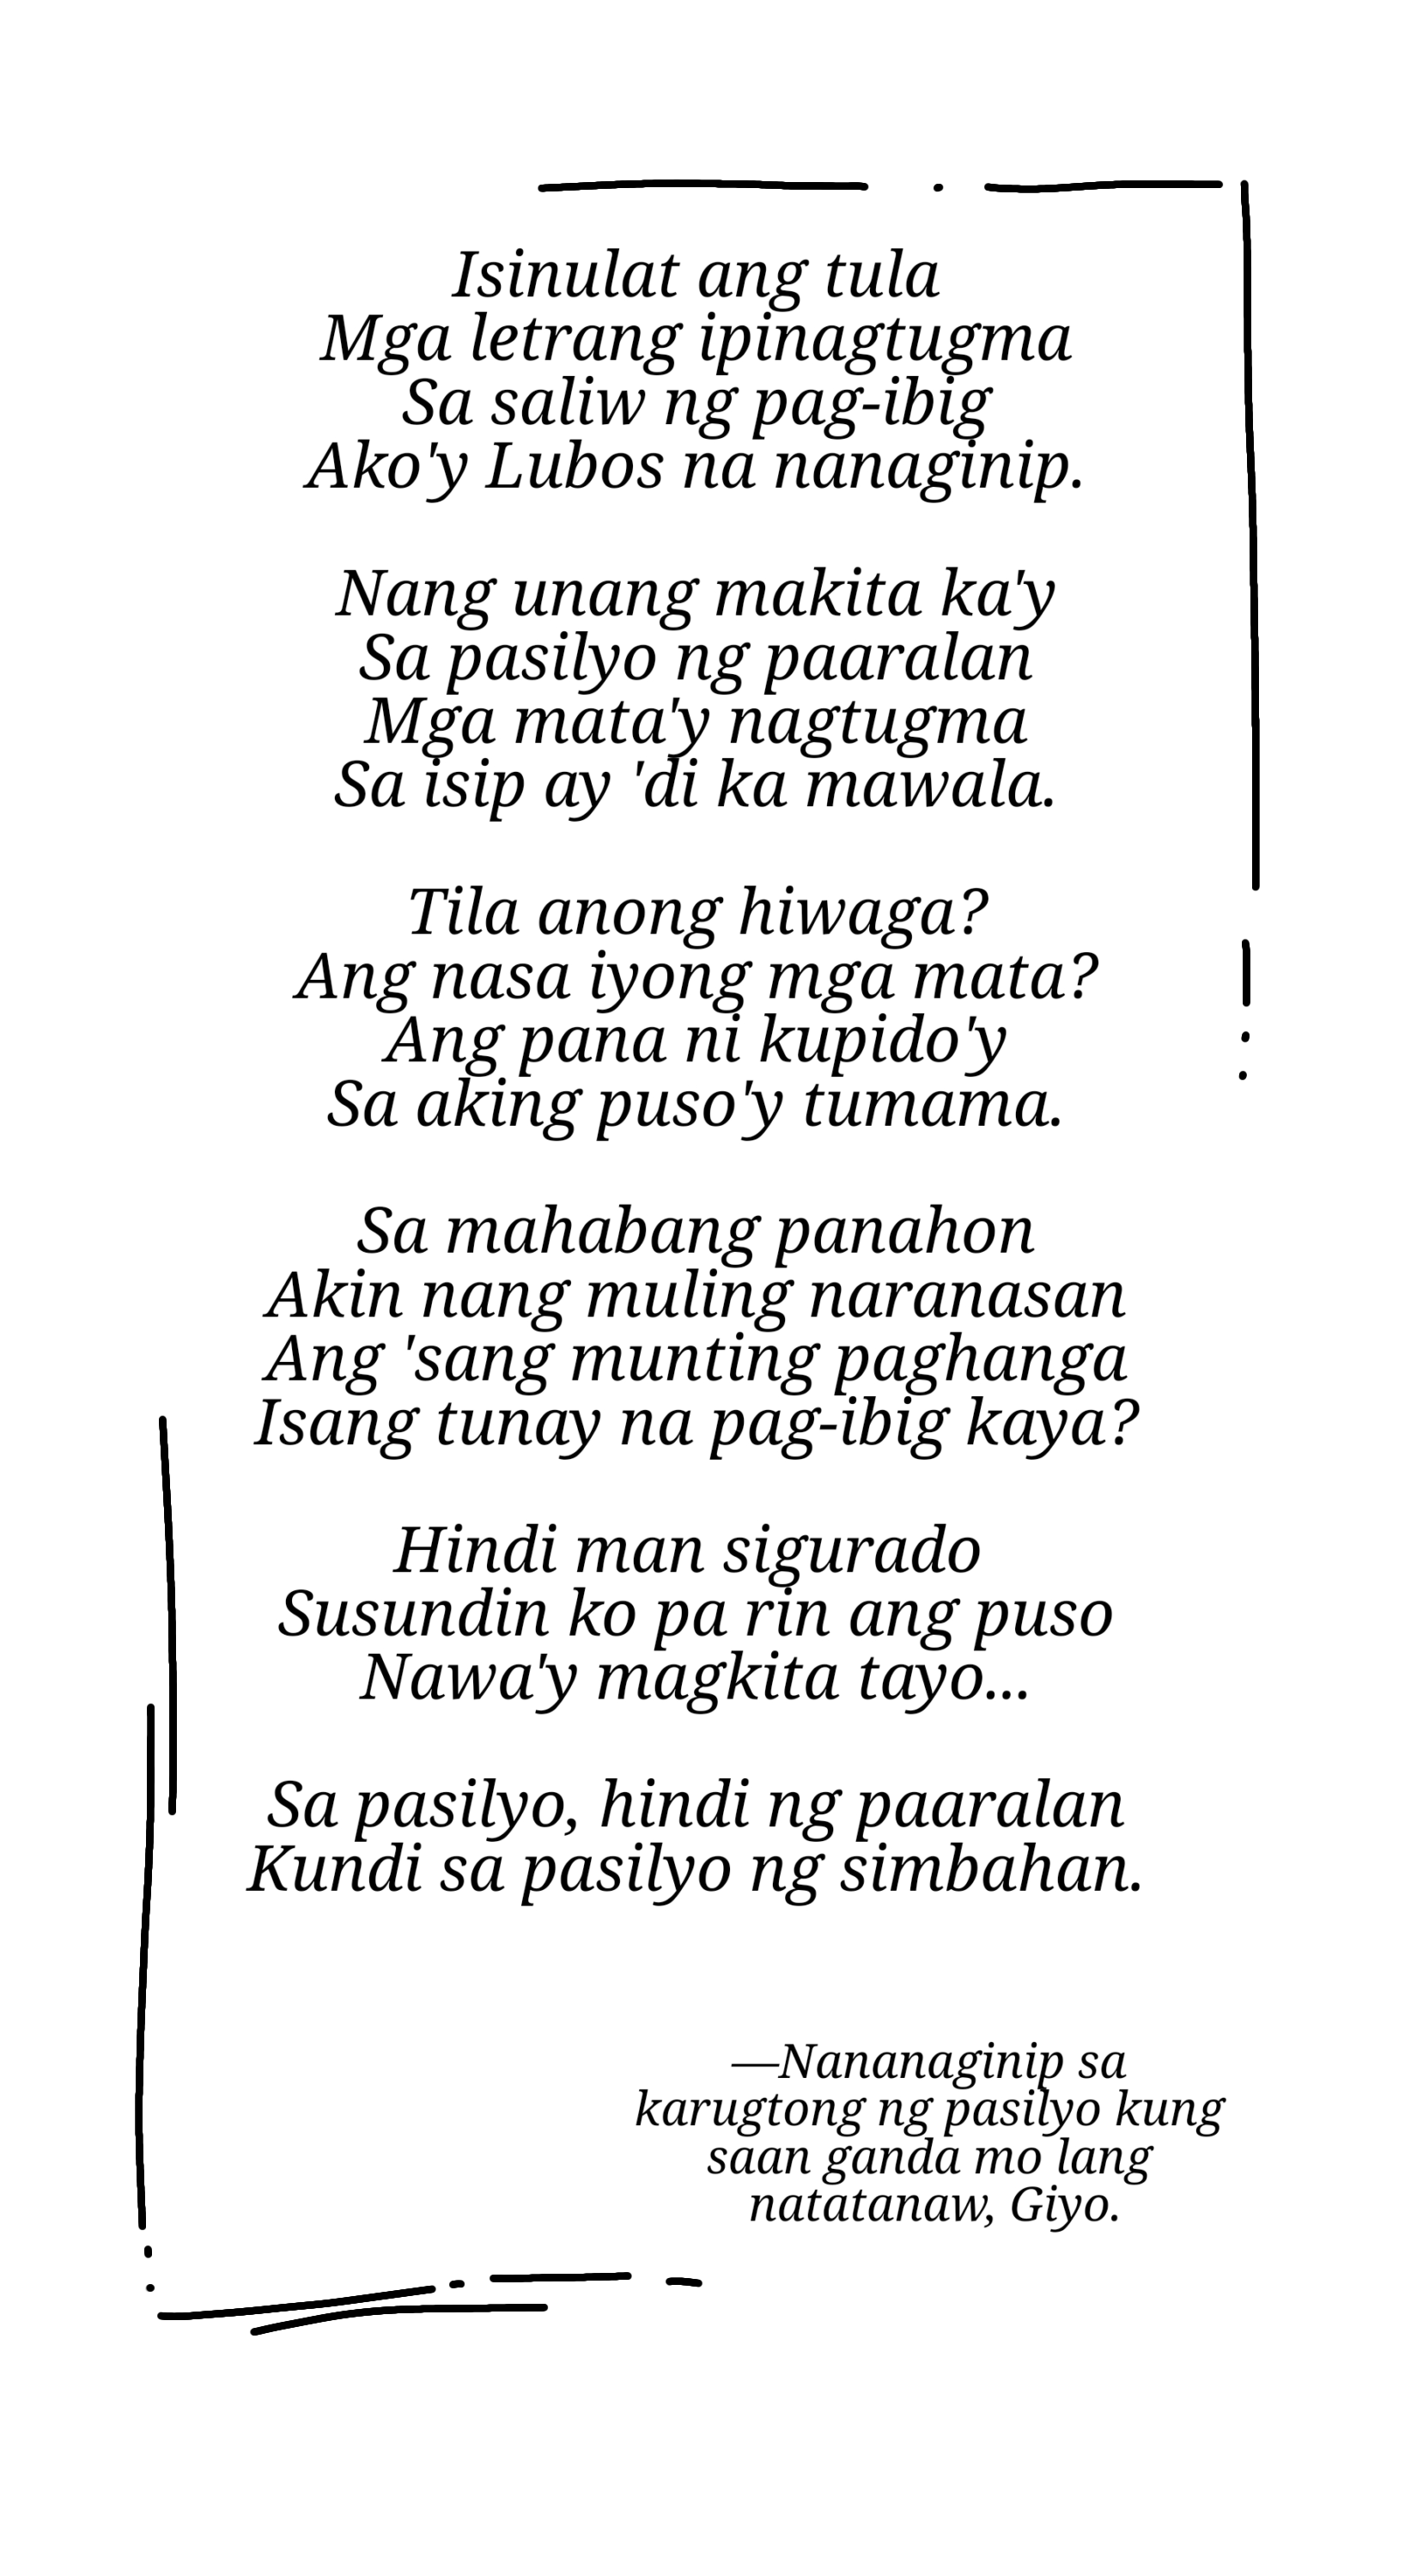 Isinulat ang tula
Mga letrang ipinagtugma
Sa saliw ng pag-ibig
Ako'y Lubos na nanaginip.
Nang unang makita ka'y
Sa pasilyo ng paaralan
Mga mata'y nagtugma
Sa isip ay 'di ka mawala.
Tila anong hiwaga?
Ang nasa iyong mga mata?
Ang pana ni kupido'y
Sa aking puso'y tumama.
Sa mahabang panahon
Akin nang muling naranasan
Ang 'sang munting paghanga
Isang tunay na pag-ibig kaya?
Hindi man sigurado
Susundin ko pa rin ang puso
Nawa'y magkita tayo...
Sa pasilyo, hindi ng paaralan
Kundi sa pasilyo ng simbahan.
—Nananaginip sa
karugtong ng pasilyo kung
saan ganda mo lang
natatanaw, Giyo.